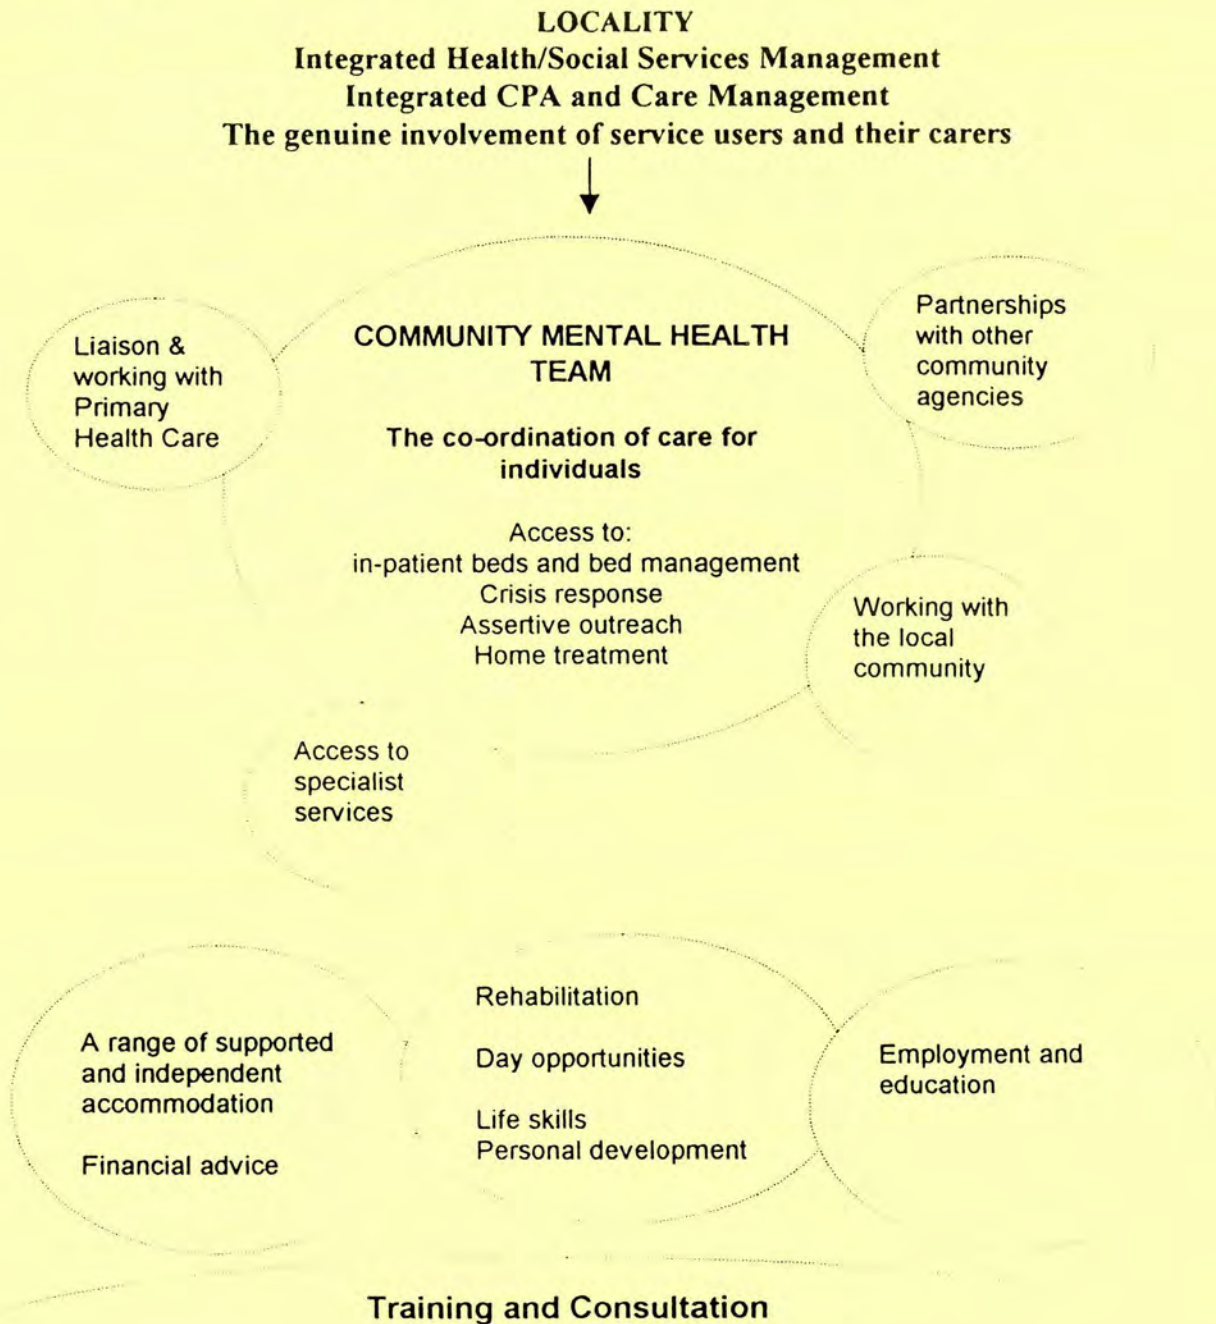 LOCALITY
Integrated Health/Social Services Management
Integrated CPA and Care Management
The genuine involvement of service users and their carers
Liaison &
working with
Primary
Health Care
COMMUNITY MENTAL HEALTH
TEAM
The co-ordination of care for
individuals
Access to:
in-patient beds and bed management
Crisis response
Assertive outreach
Home treatment
Partnerships
with other
community
agencies
Working with
the local
community
Access to
specialist
services
A range of supported
and independent
accommodation
Financial advice
Rehabilitation
Day opportunities
Life skills
Personal development
Employment and
education
Training and Consultation